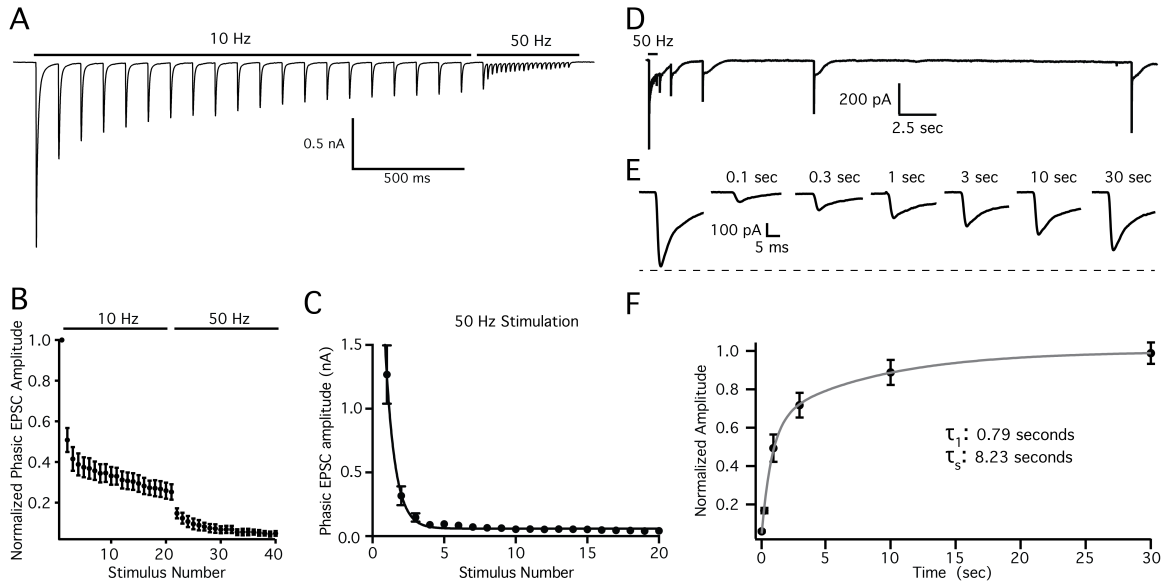 A
10 Hz
50 Hz
0.5 nA
500 ms
B
10 Hz
50 Hz
Normalized Phasic EPSC Amplitude
1.0
0.8
0.6
0.4
0.2
10
20
30
40
Stimulus Number
C
50 Hz Stimulation
Phasic EPSC amplitude (nA)
1.5
1.0
0.5
0.0
0
5
10
15
20
Stimulus Number
D
50 Hz
200 pA
2.5 sec
E
0.1 sec
0.3 sec
1 sec
3 sec
10 sec
30 sec
100 pA
5 ms
F
Normalized Amplitude
1.0
0.8
0.6
0.4
0.2
τ1: 0.79 seconds
τs: 8.23 seconds
0
5
10
15
20
25
30
Time (sec)